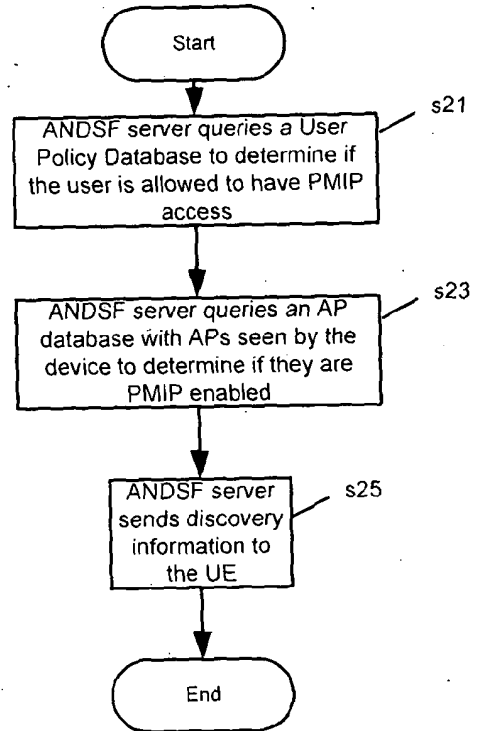 Start
s21
ANDSF server queries a User
Policy Database to determine if
the user is allowed to have PMIP
access
s23
ANDSF server queries an AP
database with APs seen by the
device to determine if they are
PMIP enabled
s25
ANDSF server
sends discovery
information to
the UE
End